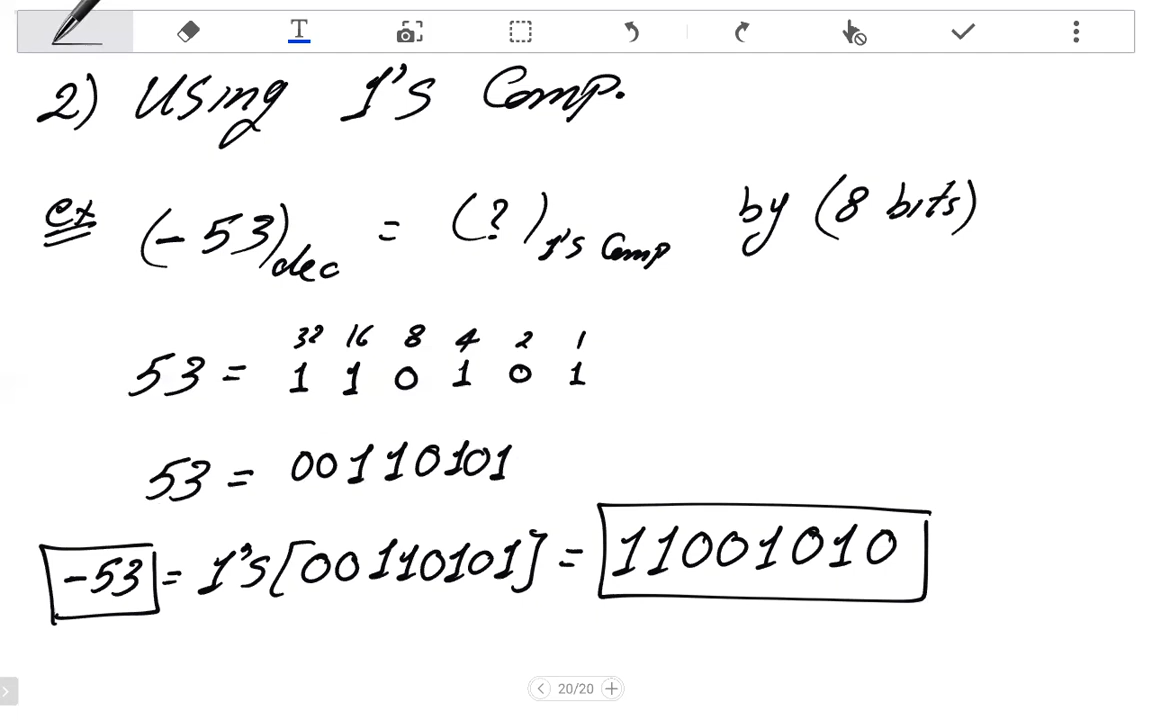 T
2) Using 1's Comp.
ex (-53)dec = (?)1's Comp by (8 bits)
32 16 8 4 2 1
53 = 1 1 0 1 0 1
53 = 00110101
-53 = 1's[00110101] = 11001010
20/20